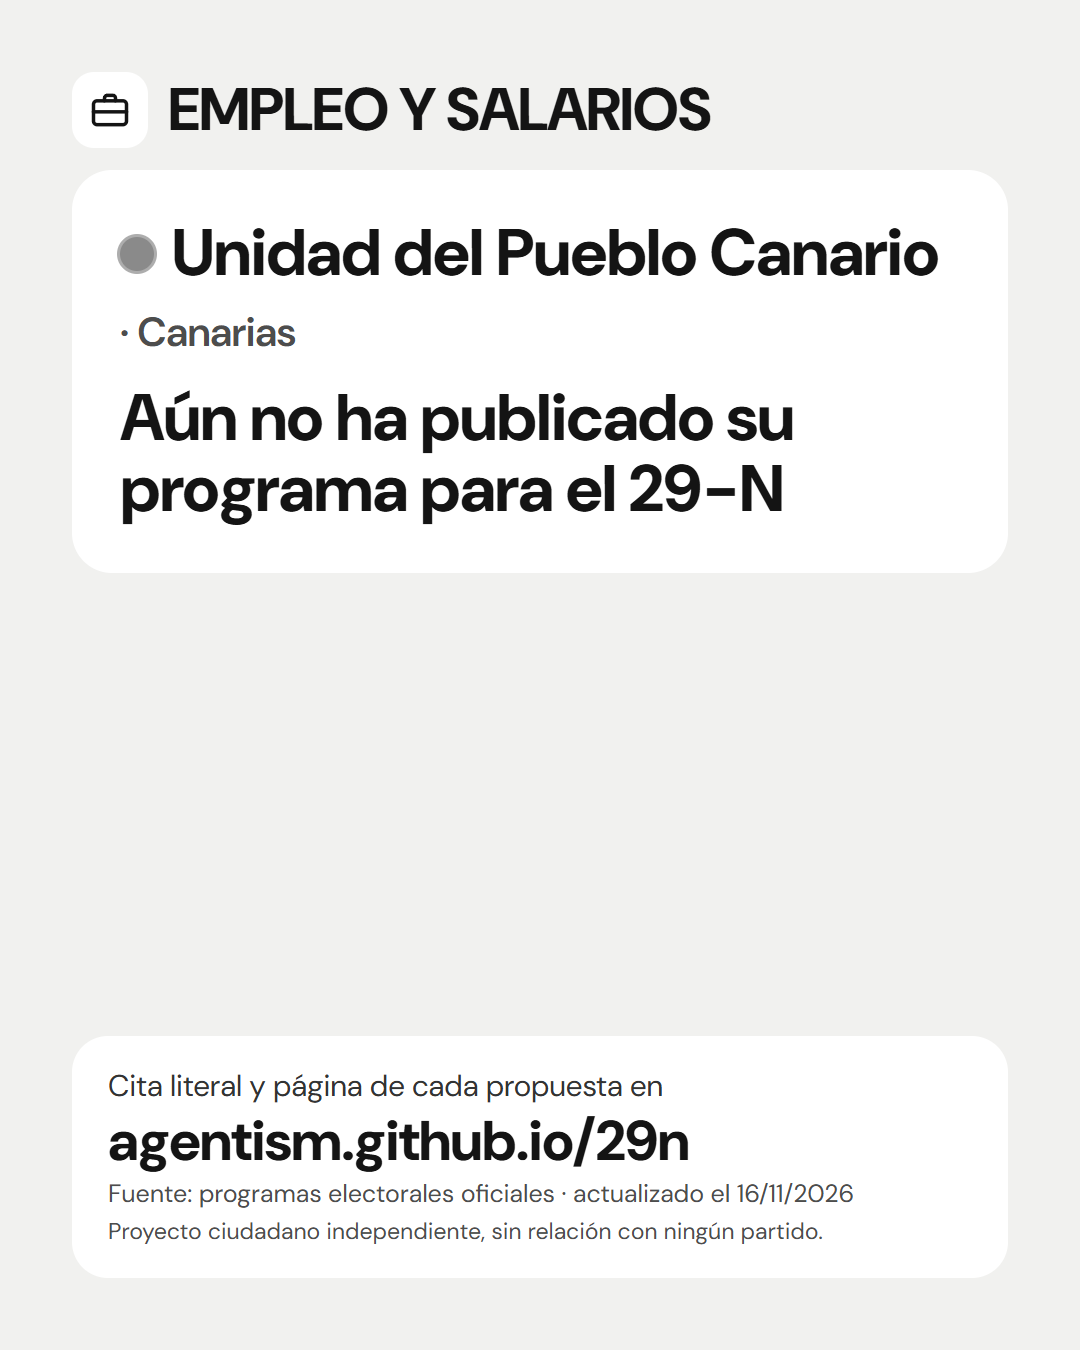 EMPLEO Y SALARIOS
Unidad del Pueblo Canario
· Canarias
Aún no ha publicado su
programa para el 29-N
Cita literal y página de cada propuesta en
agentism.github.io/29n
Fuente: programas electorales oficiales · actualizado el 16/11/2026
Proyecto ciudadano independiente, sin relación con ningún partido.